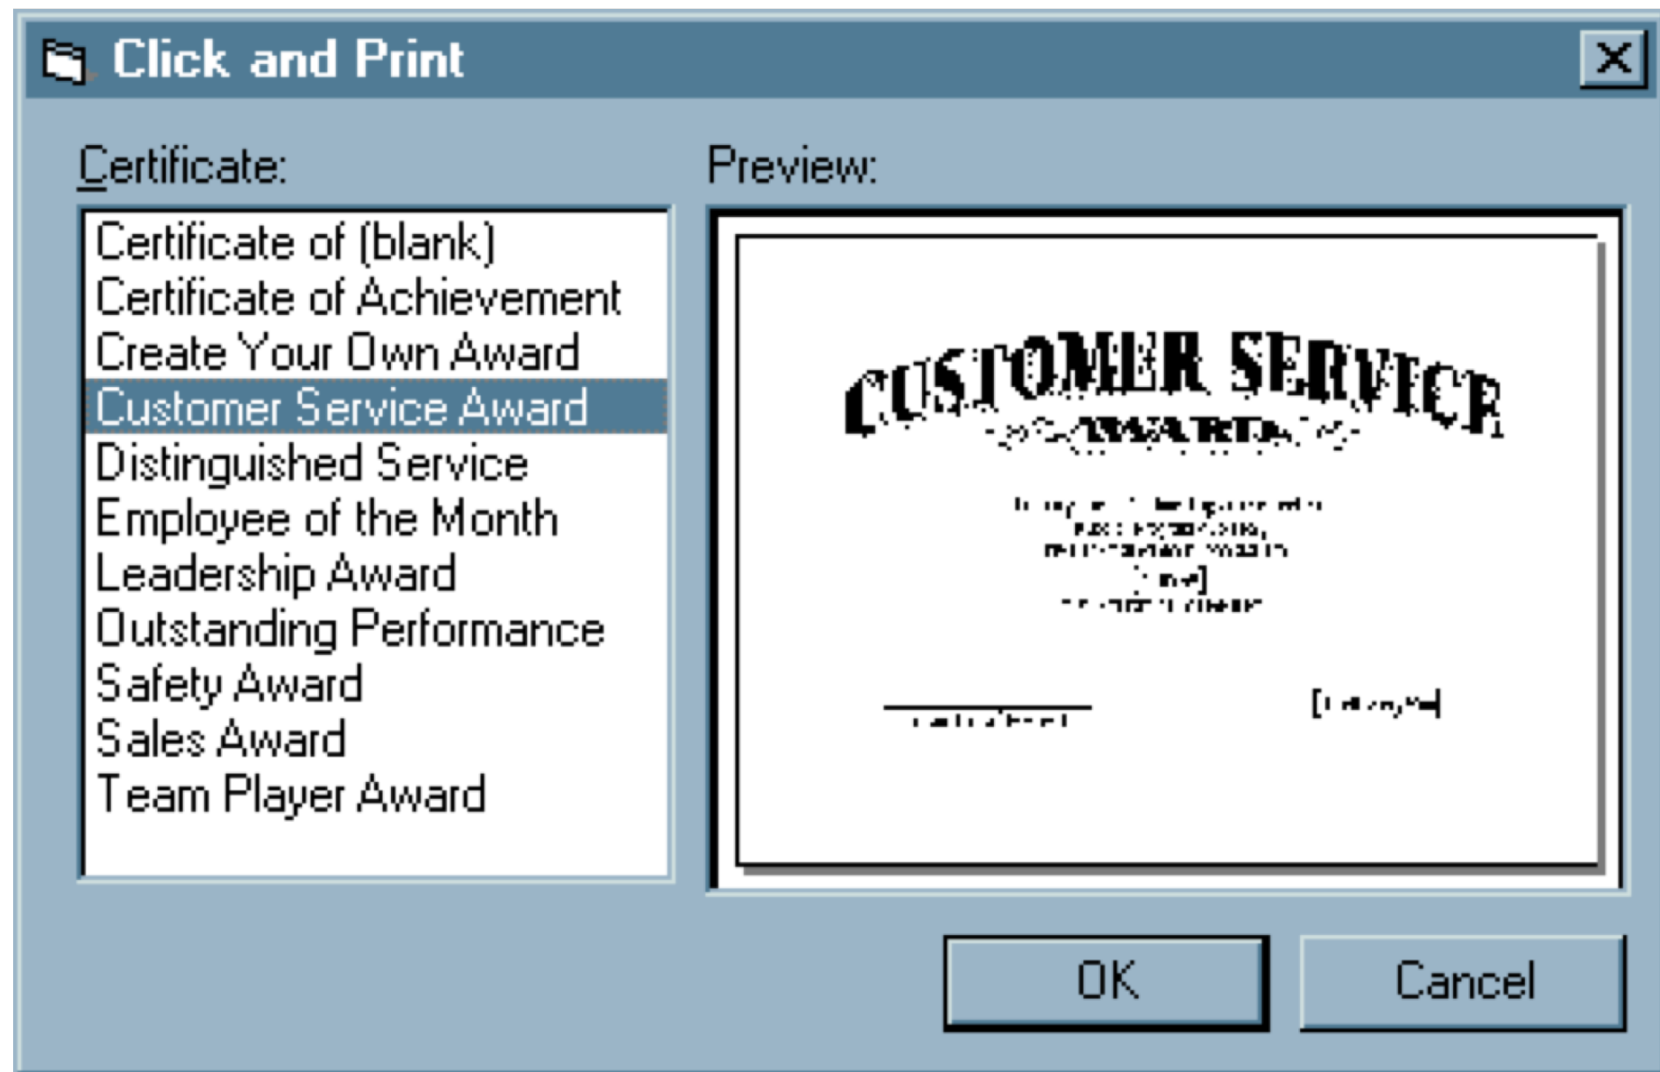 Click and Print
Certificate:
Certificate of (blank)
Certificate of Achievement
Create Your Own Award
Customer Service Award
Distinguished Service
Employee of the Month
Leadership Award
Outstanding Performance
Safety Award
Sales Award
Team Player Award
Preview:
CUSTOMER SERVICE
AWARD
OK
Cancel